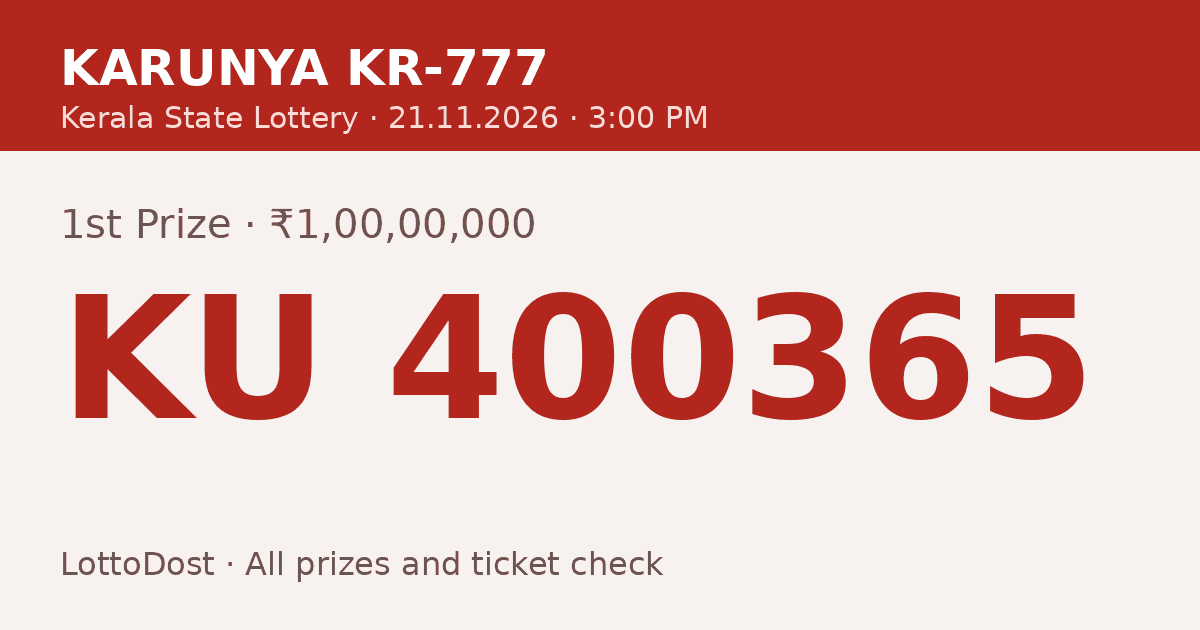 KARUNYA KR-777
Kerala State Lottery · 21.11.2026 · 3:00 PM
1st Prize · ₹1,00,00,000
KU 400365
LottoDost · All prizes and ticket check